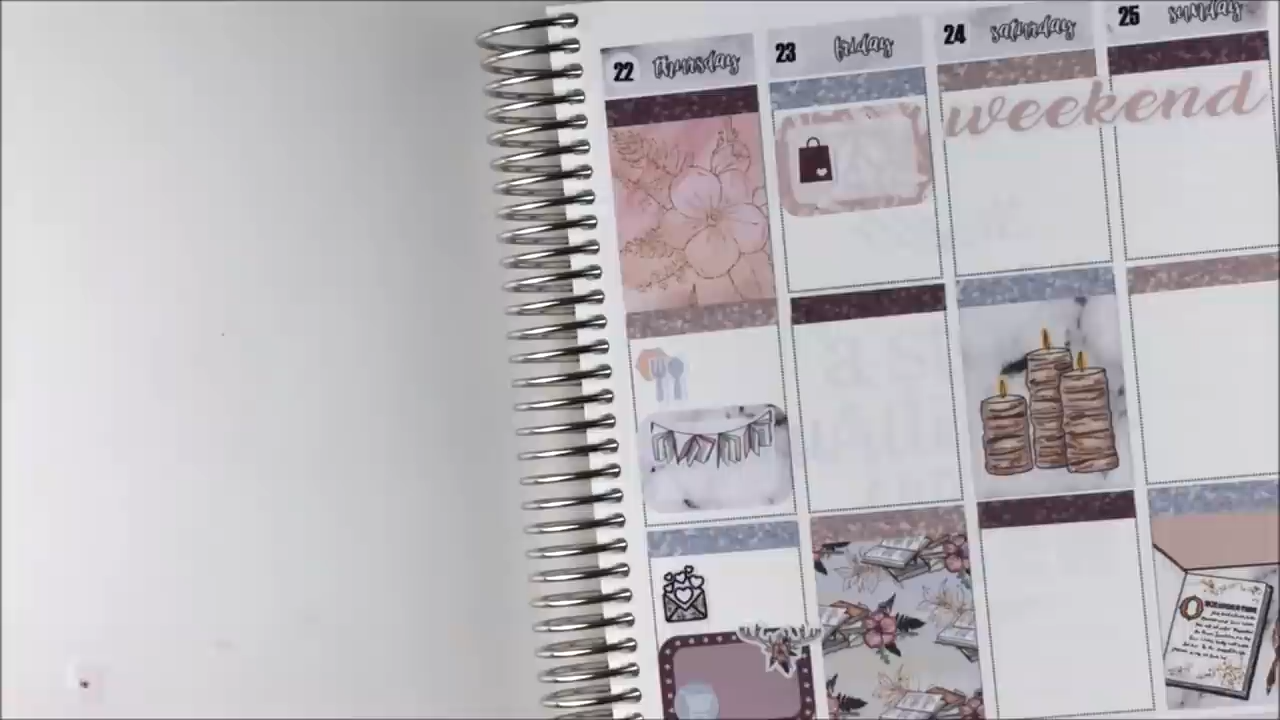 22 thursday
23 friday
24 saturday
25 sunday
weekend